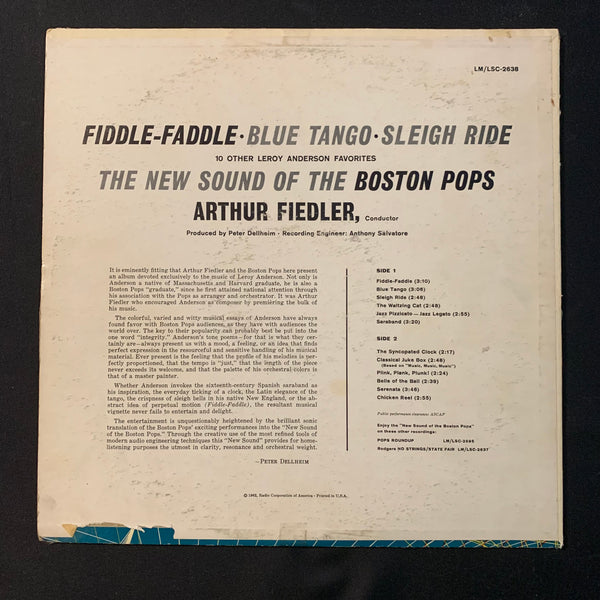 LM/LSC-2638
FIDDLE-FADDLE · BLUE TANGO · SLEIGH RIDE
10 OTHER LEROY ANDERSON FAVORITES
THE NEW SOUND OF THE BOSTON POPS
ARTHUR FIEDLER, Conductor
Produced by Peter Dellheim · Recording Engineer: Anthony Salvatore
It is eminently fitting that Arthur Fiedler and the Boston Pops here present
an album devoted exclusively to the music of Leroy Anderson. Not only is
Anderson a native of Massachusetts and Harvard graduate, he is also a
Boston Pops "graduate," since he first attained national attention through
his association with the Pops as arranger and orchestrator. It was Arthur
Fiedler who encouraged Anderson as composer by premiering the bulk of
his music.
The colorful, varied and witty musical essays of Anderson have always
found favor with Boston Pops audiences, as they have with audiences the
world over. The key to their popularity can probably best be put into the
one word "integrity." Anderson's tone poems—for that is what they cer-
tainly are—always present us with a mood, a feeling, or an idea that finds
perfect expression in the resourceful and sensitive handling of his musical
material. Ever present is the feeling that the profile of his melodies is per-
fectly proportioned, that the tempo is "just," that the length of the piece
never exceeds its welcome, and that the palette of his orchestral colors is
that of a master painter.
Whether Anderson invokes the sixteenth-century Spanish saraband as
his inspiration, the everyday ticking of a clock, the Latin elegance of the
tango, the crispness of sleigh bells in his native New England, or the ab-
stract idea of perpetual motion (Fiddle-Faddle), the resultant musical
vignette never fails to entertain and delight.
The entertainment is unquestionably heightened by the brilliant sonic
translation of the Boston Pops' exciting performances into the "New Sound
of the Boston Pops." Through the creative use of the most refined tools of
modern audio engineering techniques this "New Sound" provides for home-
listening purposes the utmost in clarity, resonance and orchestral weight.
—PETER DELLHEIM
SIDE 1
Fiddle-Faddle (3:10)
Blue Tango (3:06)
Sleigh Ride (2:48)
The Waltzing Cat (2:48)
Jazz Pizzicato—Jazz Legato (2:55)
Saraband (3:20)
SIDE 2
The Syncopated Clock (2:17)
Classical Juke Box (2:48)
(Based on "Music, Music, Music")
Plink, Plank, Plunk! (2:34)
Bells of the Ball (2:39)
Serenata (3:46)
Chicken Reel (2:55)
Public performance clearance ASCAP
Enjoy the "New Sound of the Boston Pops"
on these other recordings:
POPS ROUNDUP LM/LSC-2595
Rodgers NO STRINGS/STATE FAIR LM/LSC-2637
© 1962, Radio Corporation of America · Printed in U.S.A.